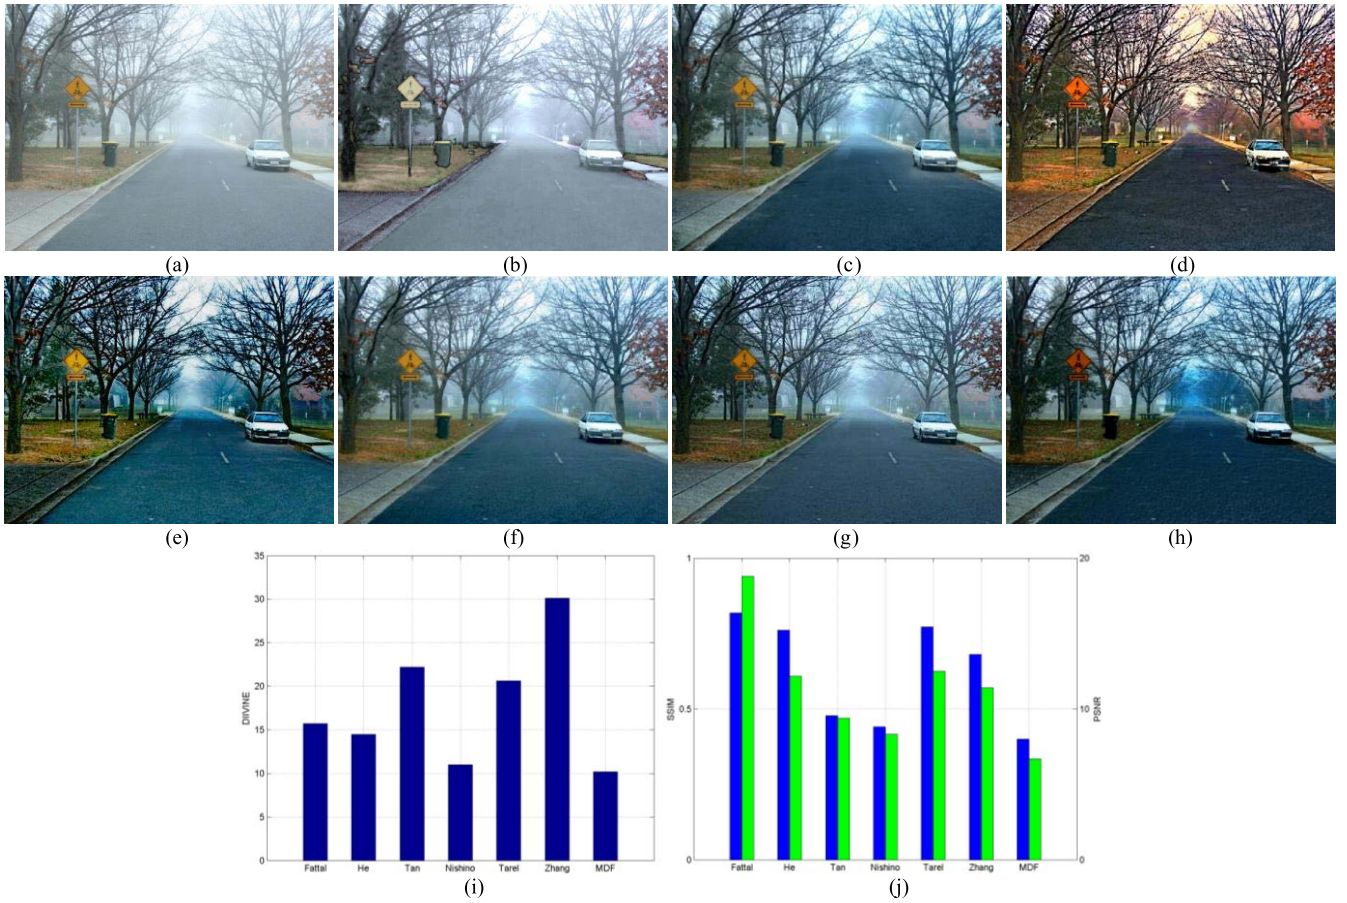 (a) (b) (c) (d)
(e) (f) (g) (h)
35
30
25
20
15
10
5
0
DIIVINE
Fattal He Tan Nishino Tarel Zhang MDF
(i)
1
0.5
0
SSIM
20
10
0
PSNR
Fattal He Tan Nishino Tarel Zhang MDF
(j)